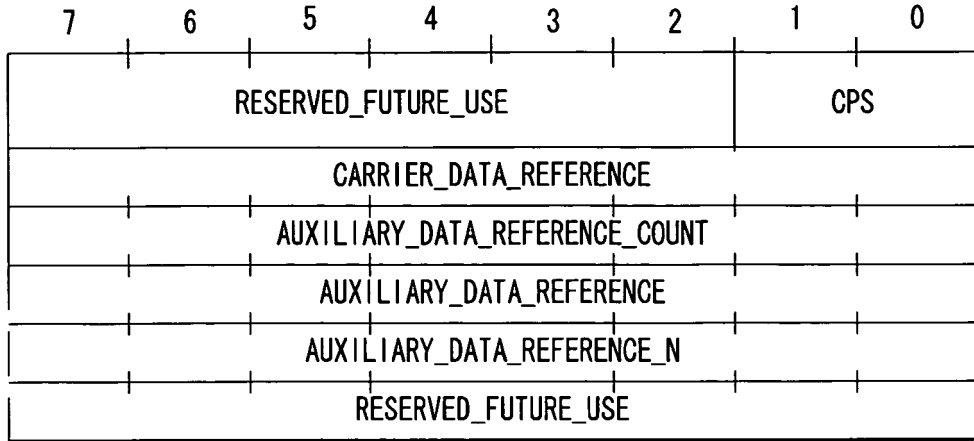 7 6 5 4 3 2 1 0
RESERVED_FUTURE_USE CPS
CARRIER_DATA_REFERENCE
AUXILIARY_DATA_REFERENCE_COUNT
AUXILIARY_DATA_REFERENCE
AUXILIARY_DATA_REFERENCE_N
RESERVED_FUTURE_USE